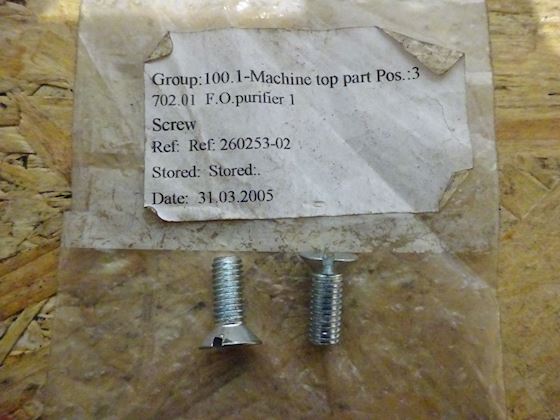 Group:100.1-Machine top part Pos.:3
702.01 F.O.purifier 1
Screw
Ref: Ref: 260253-02
Stored: Stored:.
Date: 31.03.2005